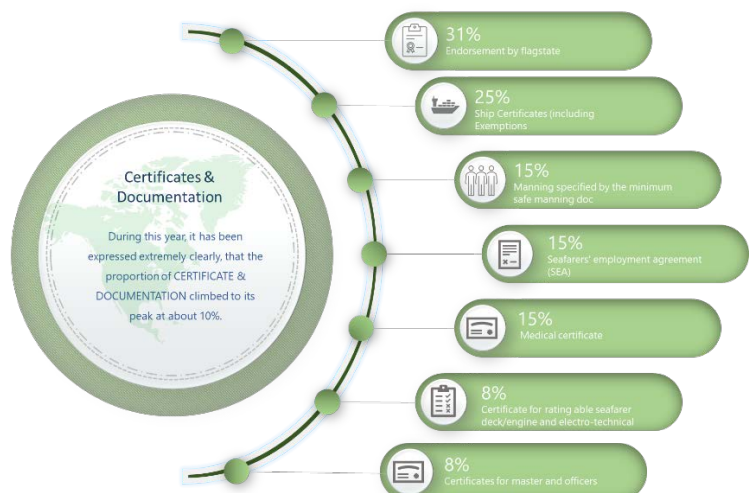 Certificates &
Documentation
During this year, it has been
expressed extremely clearly, that the
proportion of CERTIFICATE &
DOCUMENTATION climbed to its
peak at about 10%.
31%
Endorsement by flagstate
25%
Ship Certificates (including
Exemptions
15%
Manning specified by the minimum
safe manning doc
15%
Seafarers' employment agreement
(SEA)
15%
Medical certificate
8%
Certificate for rating able seafarer
deck/engine and electro-technical
8%
Certificates for master and officers